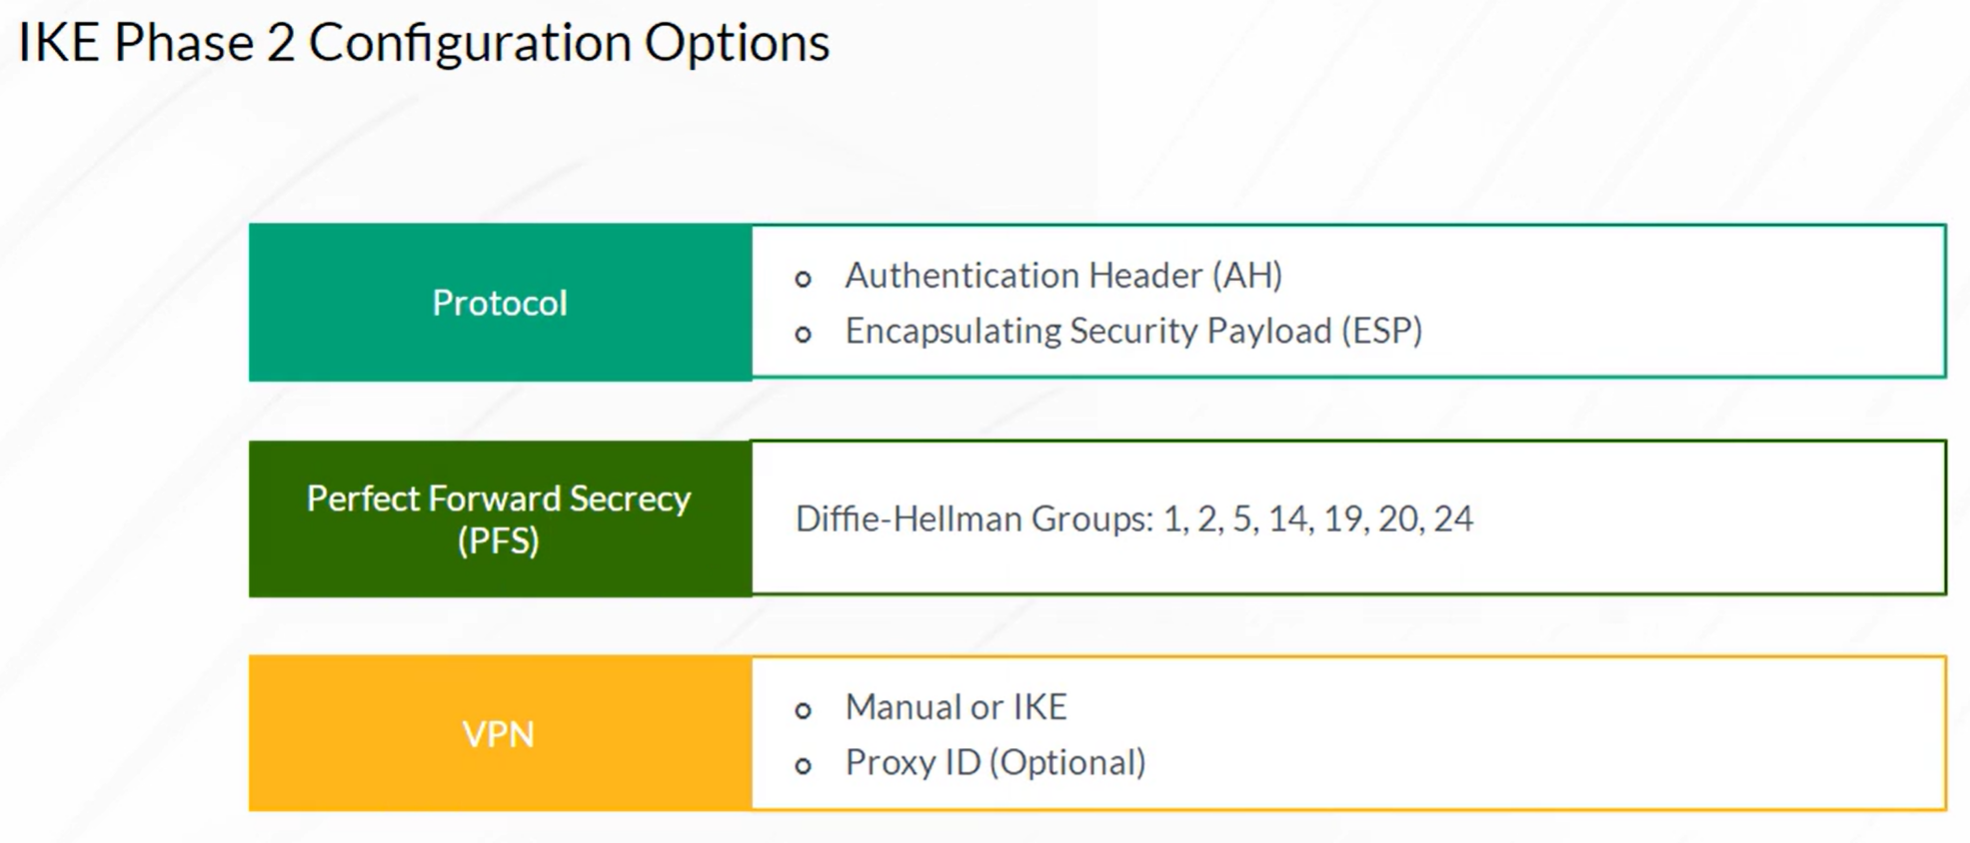 IKE Phase 2 Configuration Options
Protocol
Authentication Header (AH)
Encapsulating Security Payload (ESP)
Perfect Forward Secrecy
(PFS)
Diffie-Hellman Groups: 1, 2, 5, 14, 19, 20, 24
VPN
Manual or IKE
Proxy ID (Optional)